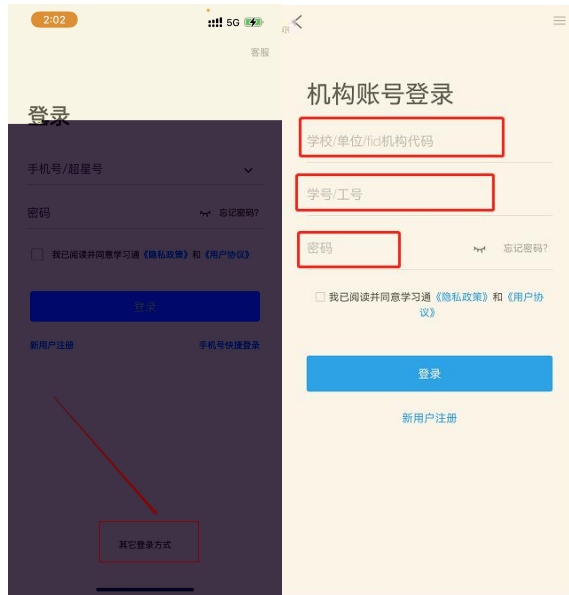 2:02
5G
客服
登录
手机号/超星号
密码
忘记密码?
我已阅读并同意学习通《隐私政策》和《用户协议》
登录
新用户注册
手机号快捷登录
其它登录方式
机构账号登录
学校/单位/fid机构代码
学号/工号
密码
忘记密码?
我已阅读并同意学习通《隐私政策》和《用户协
议》
登录
新用户注册